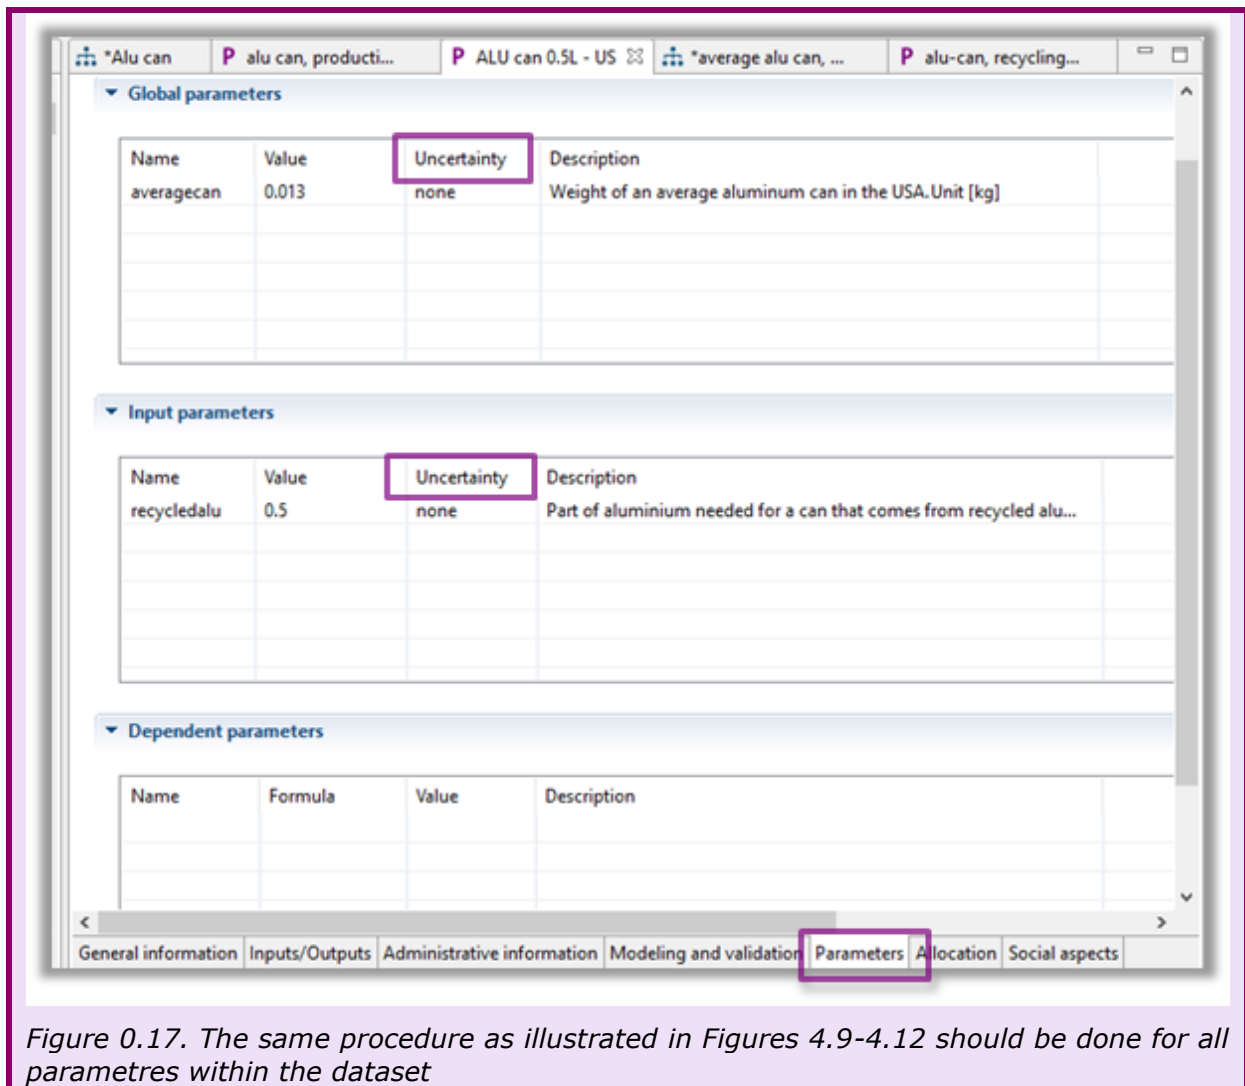 *Alu can P alu can, producti... P ALU can 0.5L - US *average alu can, ... P alu-can, recycling...
Global parameters
Name Value Uncertainty Description
averagecan 0.013 none Weight of an average aluminum can in the USA. Unit [kg]
Input parameters
Name Value Uncertainty Description
recycledalu 0.5 none Part of aluminium needed for a can that comes from recycled alu...
Dependent parameters
Name Formula Value Description
General information Inputs/Outputs Administrative information Modeling and validation Parameters Allocation Social aspects
Figure 0.17. The same procedure as illustrated in Figures 4.9-4.12 should be done for all
parametres within the dataset